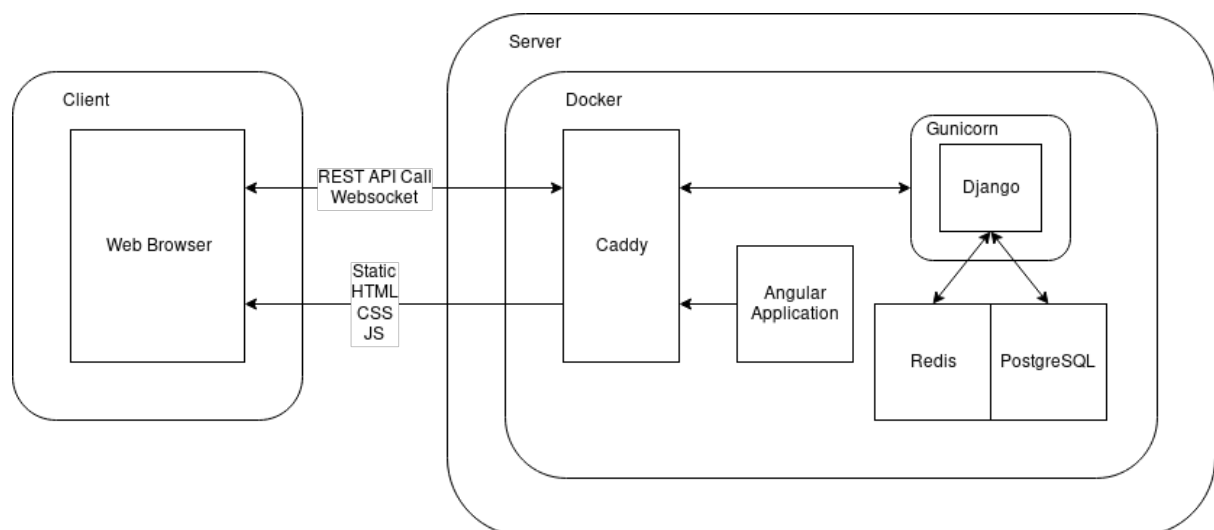 Server
Client
Docker
Gunicorn
REST API Call
Websocket
Django
Web Browser
Caddy
Static
HTML
CSS
JS
Angular
Application
Redis
PostgreSQL